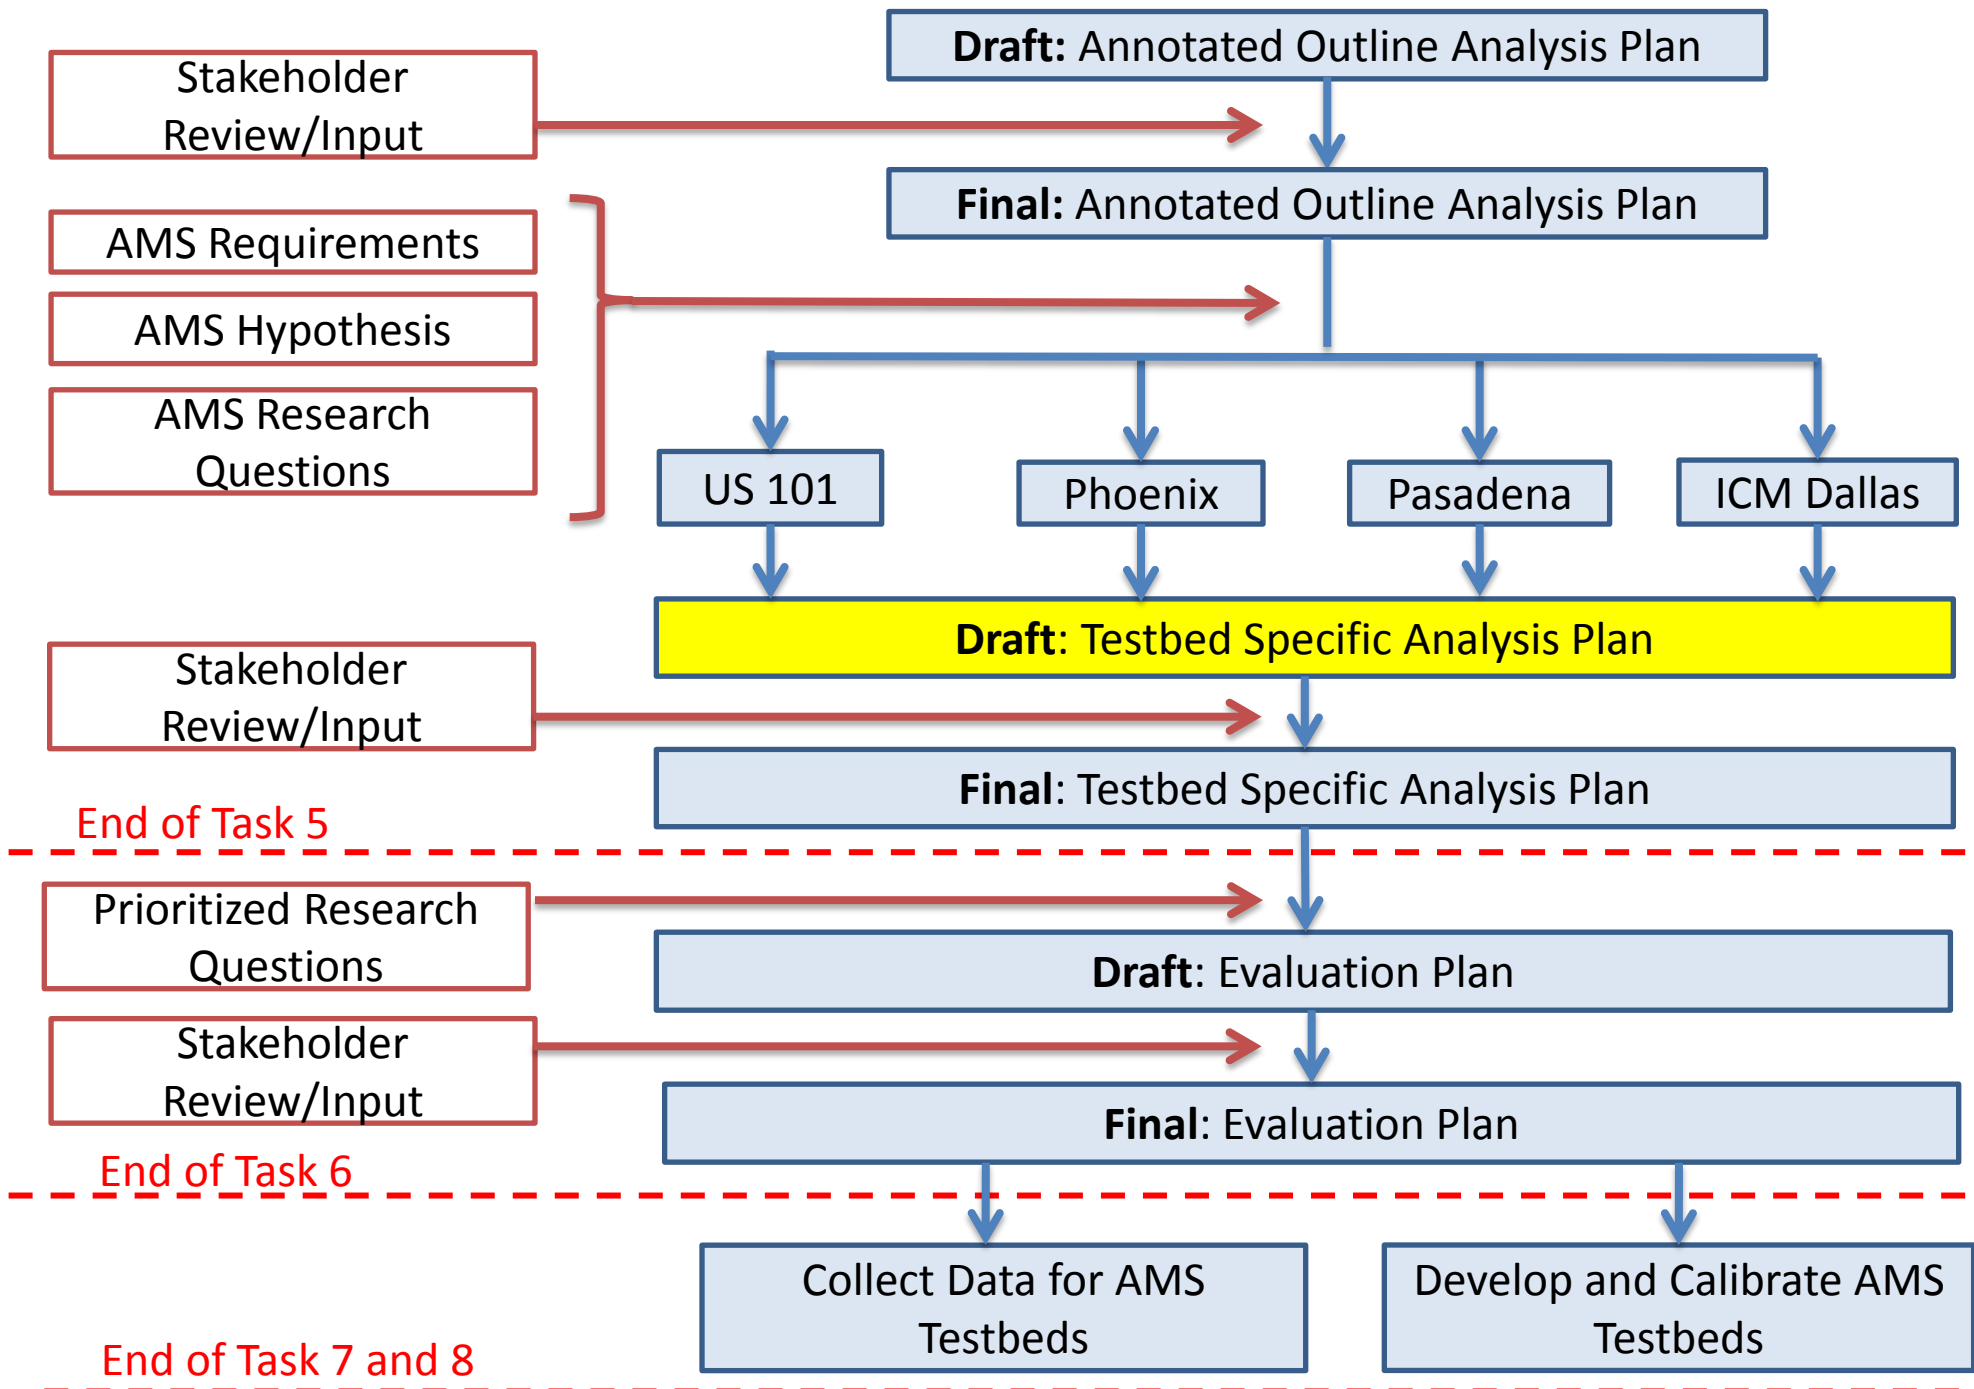 Draft: Annotated Outline Analysis Plan
Stakeholder
Review/Input
Final: Annotated Outline Analysis Plan
AMS Requirements
AMS Hypothesis
AMS Research
Questions
US 101
Phoenix
Pasadena
ICM Dallas
Draft: Testbed Specific Analysis Plan
Stakeholder
Review/Input
Final: Testbed Specific Analysis Plan
End of Task 5
Prioritized Research
Questions
Draft: Evaluation Plan
Stakeholder
Review/Input
Final: Evaluation Plan
End of Task 6
Collect Data for AMS
Testbeds
Develop and Calibrate AMS
Testbeds
End of Task 7 and 8